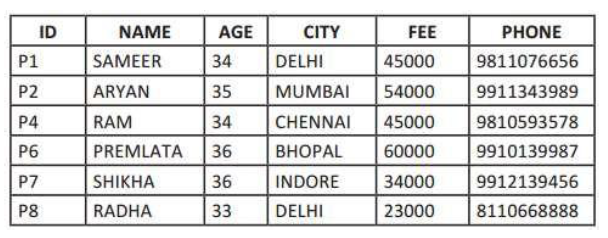 ID NAME AGE CITY FEE PHONE
P1 SAMEER 34 DELHI 45000 9811076656
P2 ARYAN 35 MUMBAI 54000 9911343989
P4 RAM 34 CHENNAI 45000 9810593578
P6 PREMLATA 36 BHOPAL 60000 9910139987
P7 SHIKHA 36 INDORE 34000 9912139456
P8 RADHA 33 DELHI 23000 8110668888